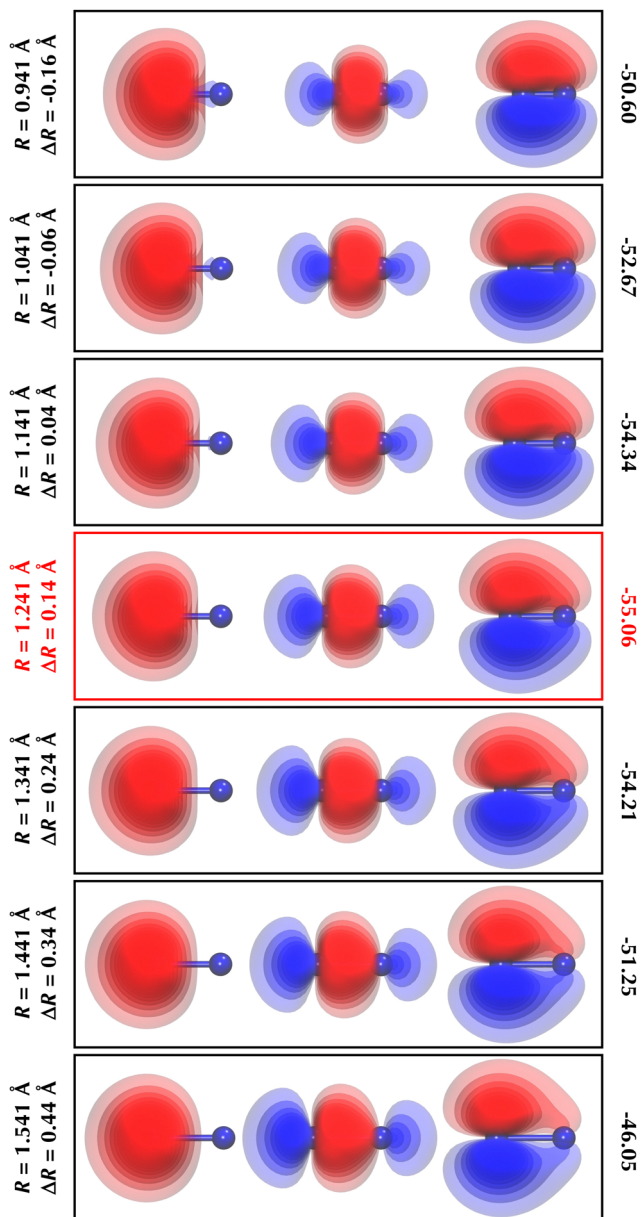 R = 0.941 Å
ΔR = -0.16 Å
-50.60
R = 1.041 Å
ΔR = -0.06 Å
-52.67
R = 1.141 Å
ΔR = 0.04 Å
-54.34
R = 1.241 Å
ΔR = 0.14 Å
-55.06
R = 1.341 Å
ΔR = 0.24 Å
-54.21
R = 1.441 Å
ΔR = 0.34 Å
-51.25
R = 1.541 Å
ΔR = 0.44 Å
-46.05